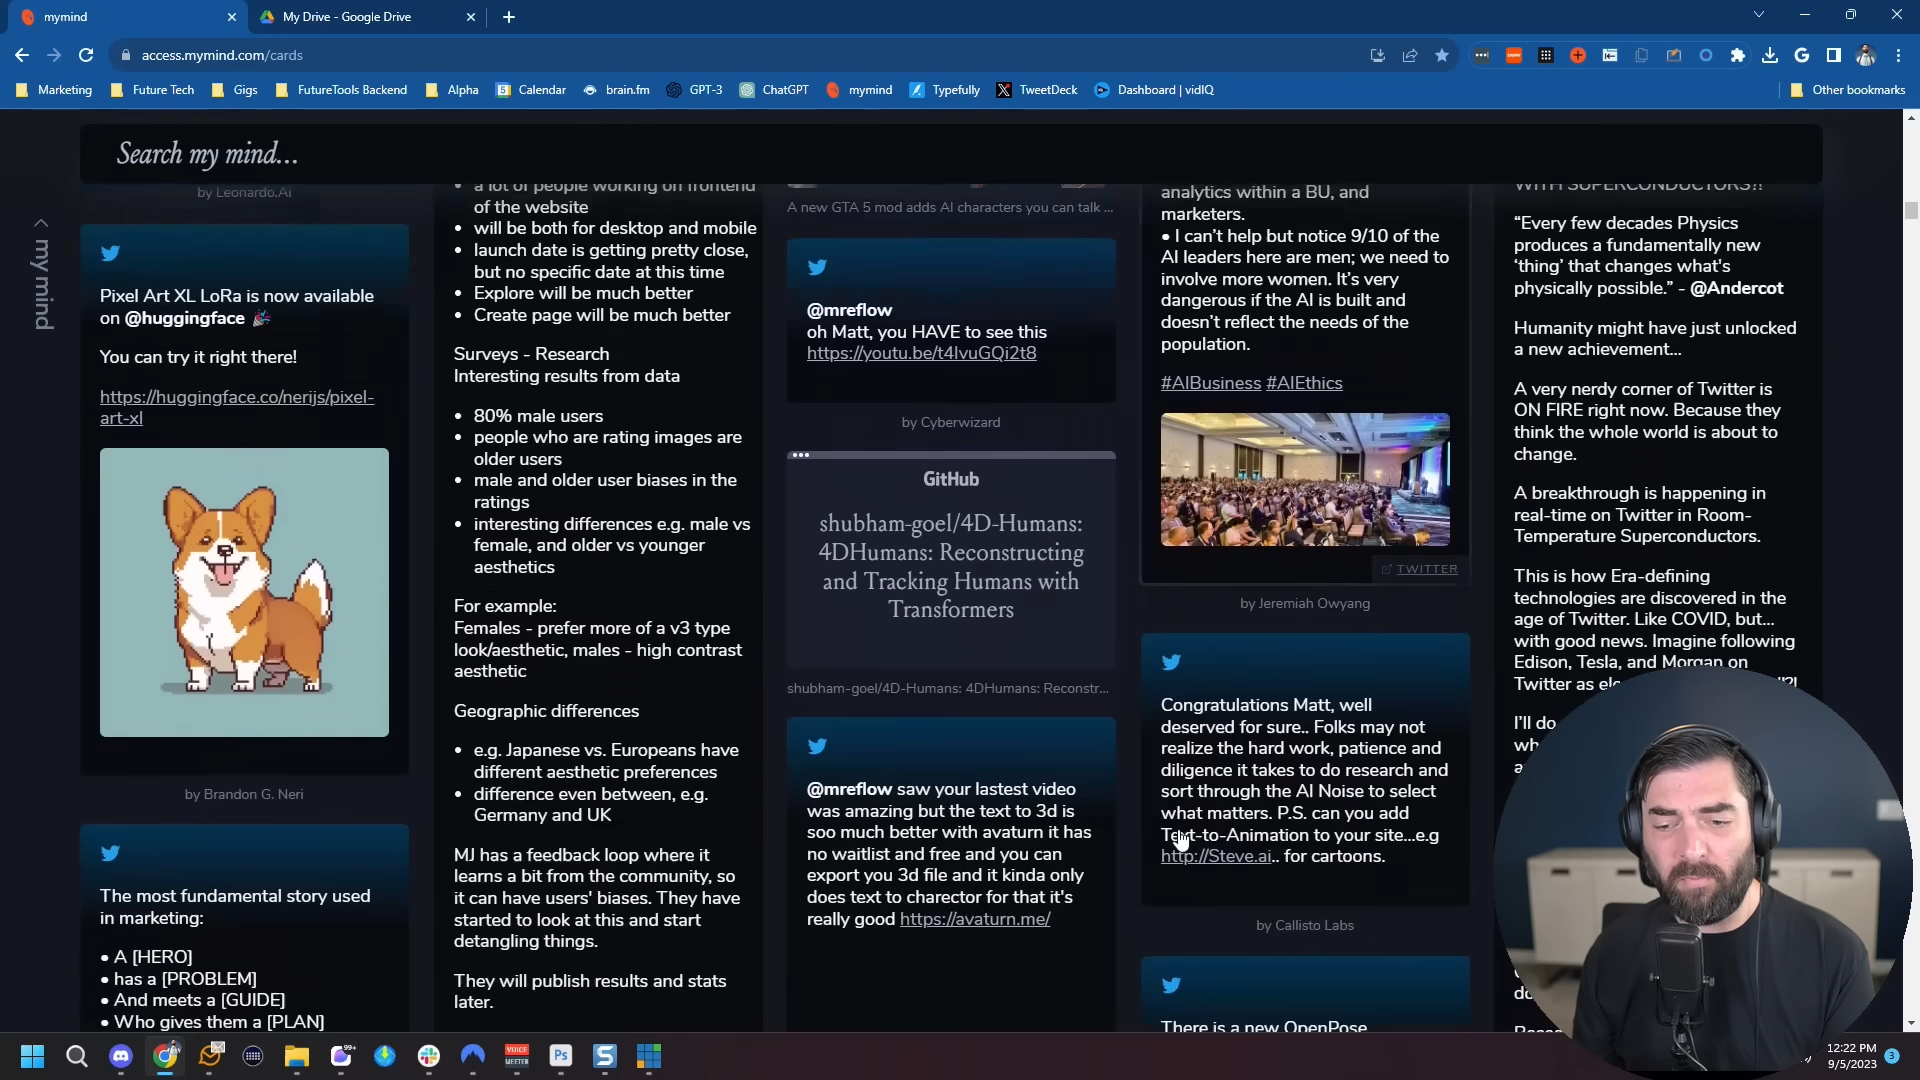 mymind
My Drive - Google Drive
access.mymind.com/cards
Marketing
Future Tech
Gigs
FutureTools Backend
Alpha
Calendar
brain.fm
GPT-3
ChatGPT
mymind
Typefully
TweetDeck
Dashboard | vidIQ
Other bookmarks
Search my mind...
my mind
by Leonardo.Ai
Pixel Art XL LoRa is now available
on @huggingface 🎉
You can try it right there!
https://huggingface.co/nerijs/pixel-
art-xl
by Brandon G. Neri
The most fundamental story used
in marketing:
• A [HERO]
• has a [PROBLEM]
• And meets a [GUIDE]
• Who gives them a [PLAN]
• a lot of people working on frontend
of the website
• will be both for desktop and mobile
• launch date is getting pretty close,
but no specific date at this time
• Explore will be much better
• Create page will be much better
Surveys - Research
Interesting results from data
• 80% male users
• people who are rating images are
older users
• male and older user biases in the
ratings
• interesting differences e.g. male vs
female, and older vs younger
aesthetics
For example:
Females - prefer more of a v3 type
look/aesthetic, males - high contrast
aesthetic
Geographic differences
• e.g. Japanese vs. Europeans have
different aesthetic preferences
• difference even between, e.g.
Germany and UK
MJ has a feedback loop where it
learns a bit from the community, so
it can have users' biases. They have
started to look at this and start
detangling things.
They will publish results and stats
later.
A new GTA 5 mod adds AI characters you can talk ...
@mreflow
oh Matt, you HAVE to see this
https://youtu.be/t4IvuGQi2t8
by Cyberwizard
GitHub
shubham-goel/4D-Humans:
4DHumans: Reconstructing
and Tracking Humans with
Transformers
shubham-goel/4D-Humans: 4DHumans: Reconstr...
@mreflow saw your lastest video
was amazing but the text to 3d is
soo much better with avaturn it has
no waitlist and free and you can
export you 3d file and it kinda only
does text to charector for that it's
really good https://avaturn.me/
analytics within a BU, and
marketers.
• I can't help but notice 9/10 of the
AI leaders here are men; we need to
involve more women. It's very
dangerous if the AI is built and
doesn't reflect the needs of the
population.
#AIBusiness #AIEthics
TWITTER
by Jeremiah Owyang
Congratulations Matt, well
deserved for sure.. Folks may not
realize the hard work, patience and
diligence it takes to do research and
sort through the AI Noise to select
what matters. P.S. can you add
Text-to-Animation to your site...e.g
http://Steve.ai.. for cartoons.
by Callisto Labs
There is a new OpenPose
WITH SUPERCONDUCTORS?!
“Every few decades Physics
produces a fundamentally new
‘thing’ that changes what's
physically possible.” - @Andercot
Humanity might have just unlocked
a new achievement...
A very nerdy corner of Twitter is
ON FIRE right now. Because they
think the whole world is about to
change.
A breakthrough is happening in
real-time on Twitter in Room-
Temperature Superconductors.
This is how Era-defining
technologies are discovered in the
age of Twitter. Like COVID, but...
with good news. Imagine following
Edison, Tesla, and Morgan on
Twitter as
I'll do
99+
VOICE
MEETER
Ps
S
12:22 PM
9/5/2023
3